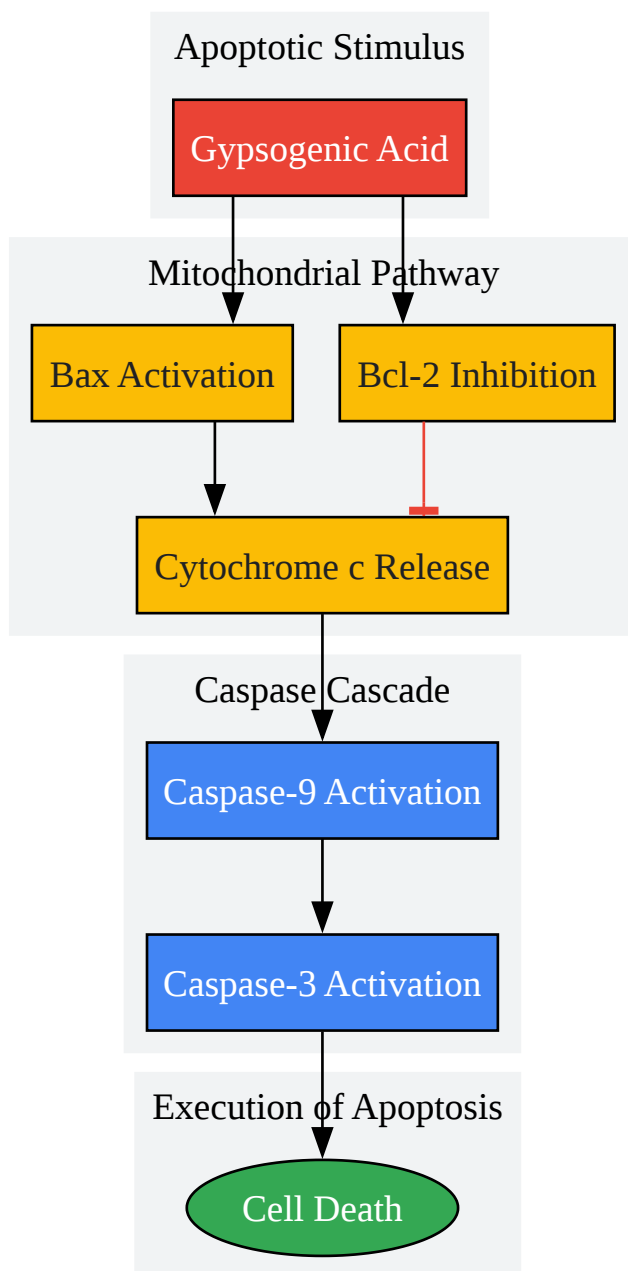 Apoptotic Stimulus
Gypsogenic Acid
Mitochondrial Pathway
Bax Activation
Bcl-2 Inhibition
Cytochrome c Release
Caspase Cascade
Caspase-9 Activation
Caspase-3 Activation
Execution of Apoptosis
Cell Death